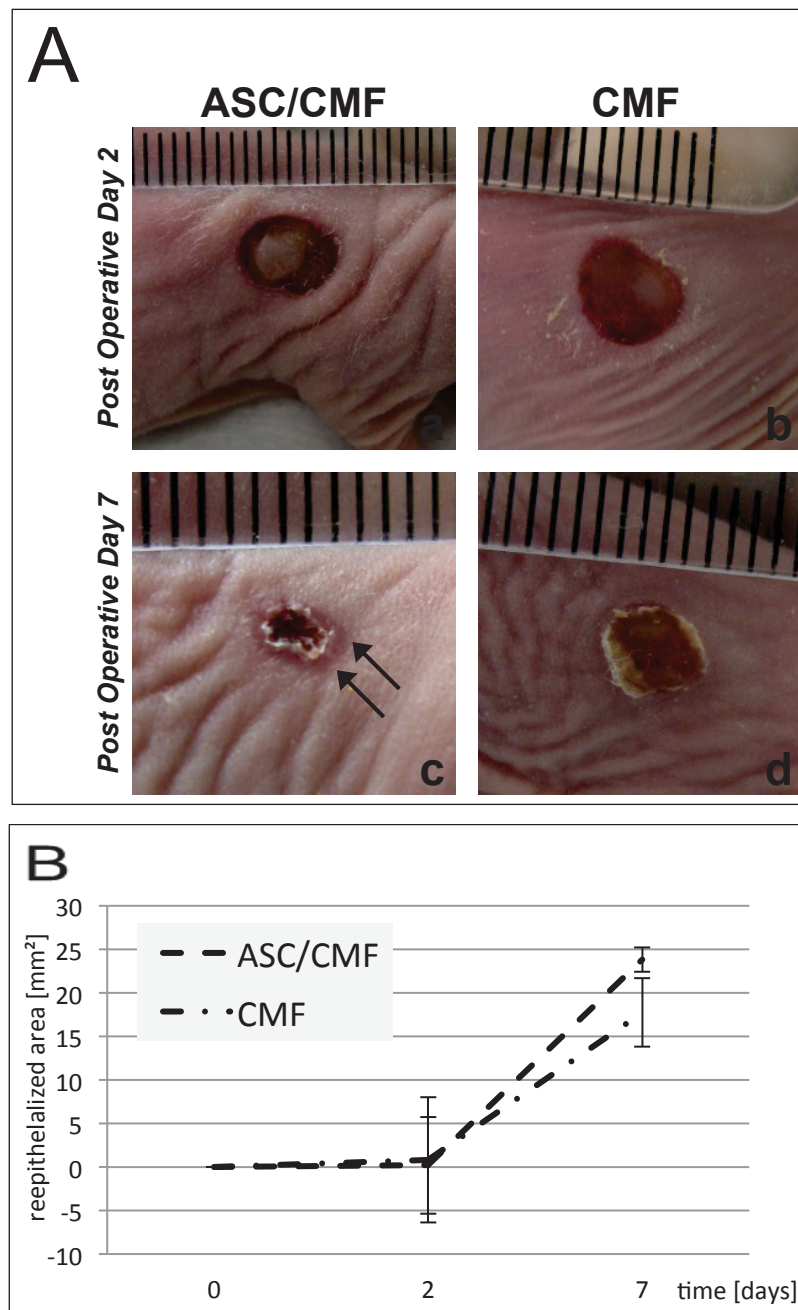 A
ASC/CMF CMF
Post Operative Day 2
a b
Post Operative Day 7
c d
B
30
25
20
15
10
5
0
-5
-10
reepithelalized area [mm²]
ASC/CMF
CMF
0 2 7 time [days]